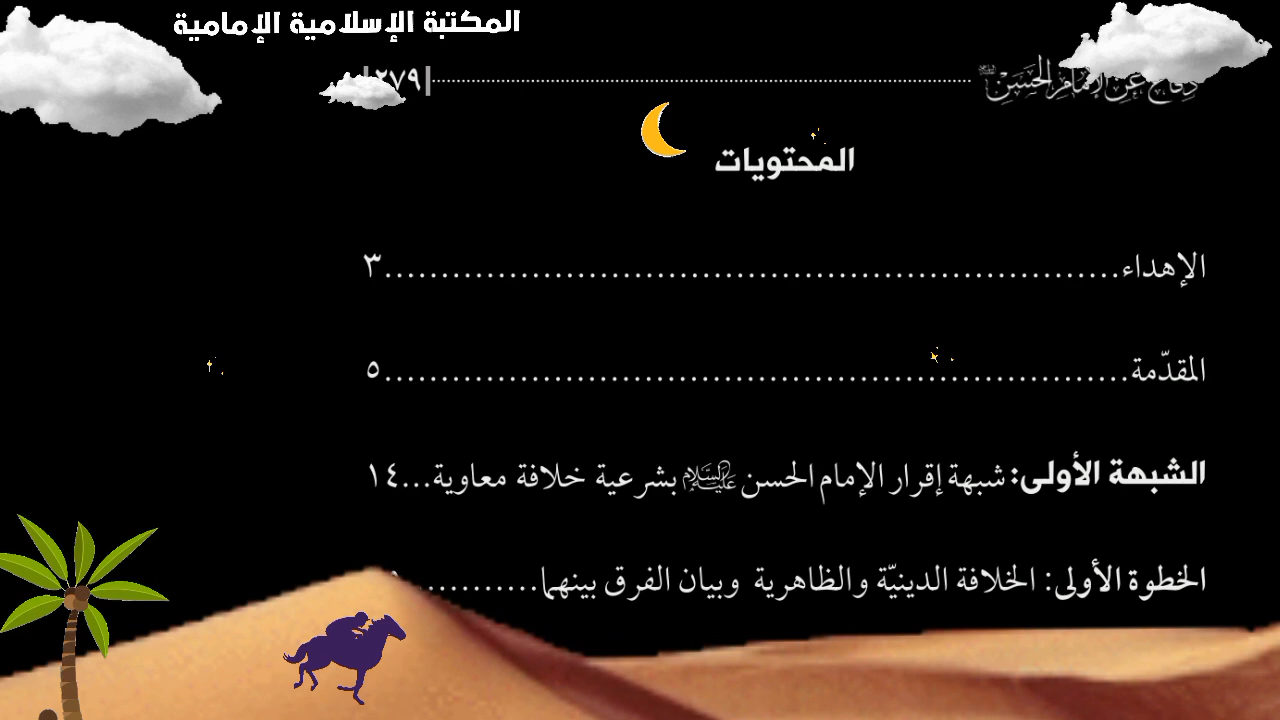 المكتبة الإسلامية الإمامية
دفاع عن الإمام الحسن |٢٧٩|
المحتويات
الإهداء...........................................................................٣
المقدّمة...........................................................................٥
الشبهة الأولى: شبهة إقرار الإمام الحسن عليه السلام بشرعية خلافة معاوية...١٤
الخطوة الأولى: الخلافة الدينيّة والظاهرية وبيان الفرق بينهما...........